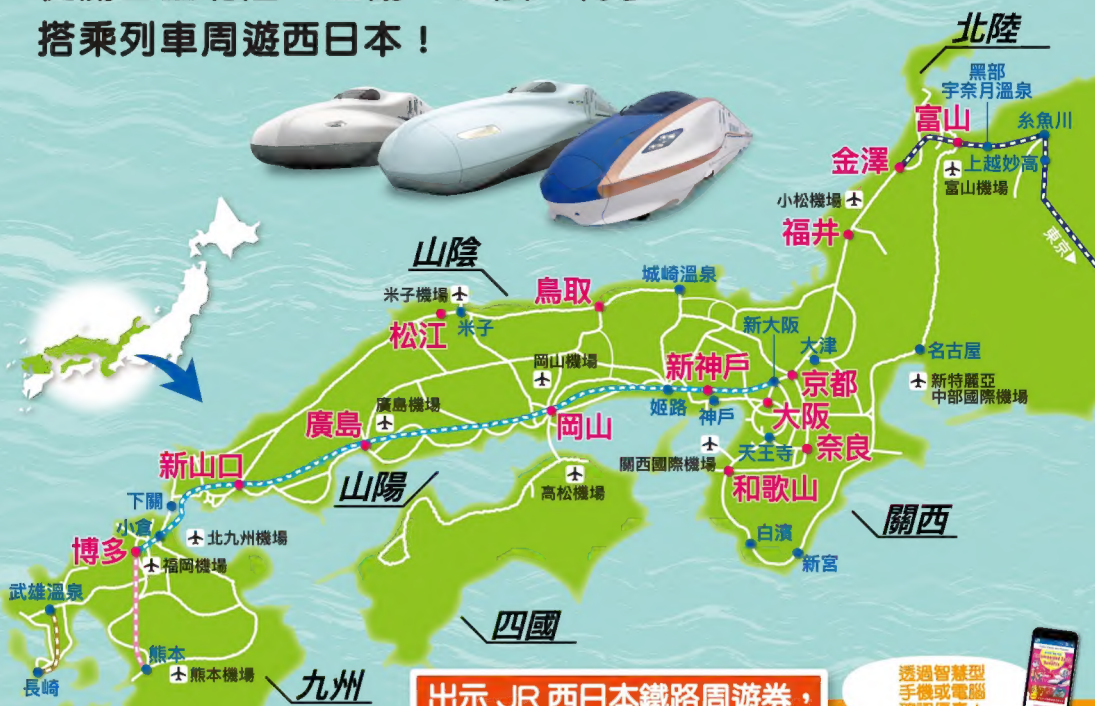 搭乘列車周遊西日本！
北陸
黑部
宇奈月溫泉
富山
糸魚川
金澤
上越妙高
富山機場
小松機場
福井
東京
山陰
米子機場
鳥取
城崎溫泉
松江
米子
新大阪
大津
名古屋
岡山機場
新神戶
京都
新特麗亞
中部國際機場
姬路
神戶
大阪
廣島機場
廣島
岡山
天王寺
奈良
關西國際機場
新山口
山陽
高松機場
和歌山
下關
關西
小倉
北九州機場
白濱
博多
福岡機場
新宮
武雄溫泉
四國
熊本
熊本機場
長崎
九州
出示 JR 西日本鐵路周遊券，
透過智慧型
手機或電腦